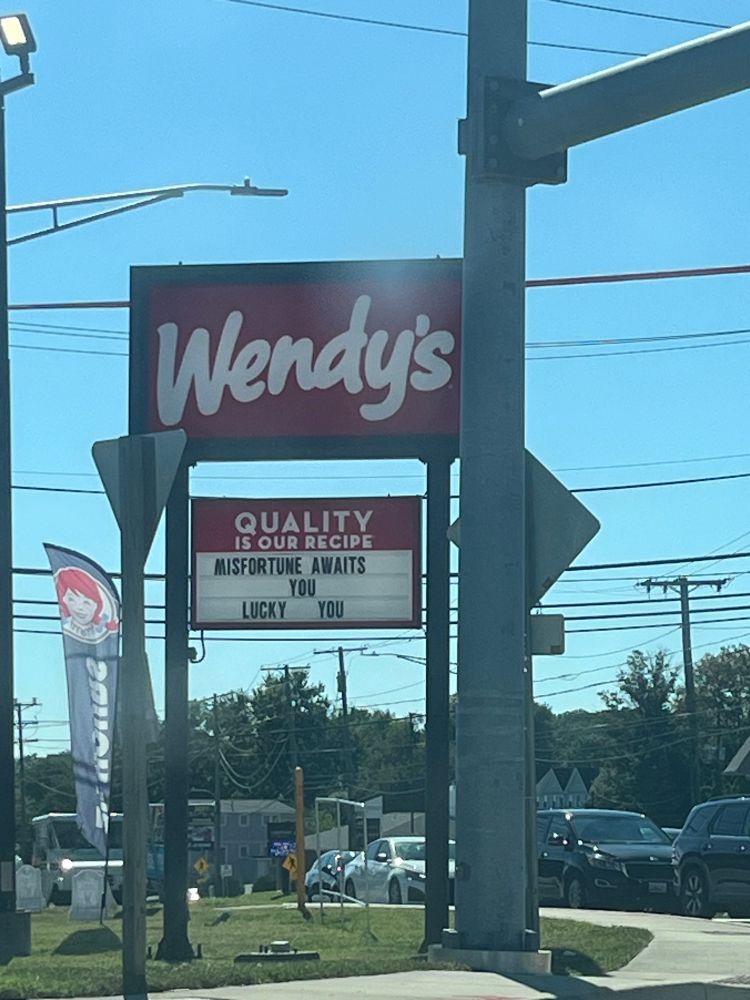 Wendy's
QUALITY
IS OUR RECIPE
MISFORTUNE AWAITS
YOU
LUCKY YOU